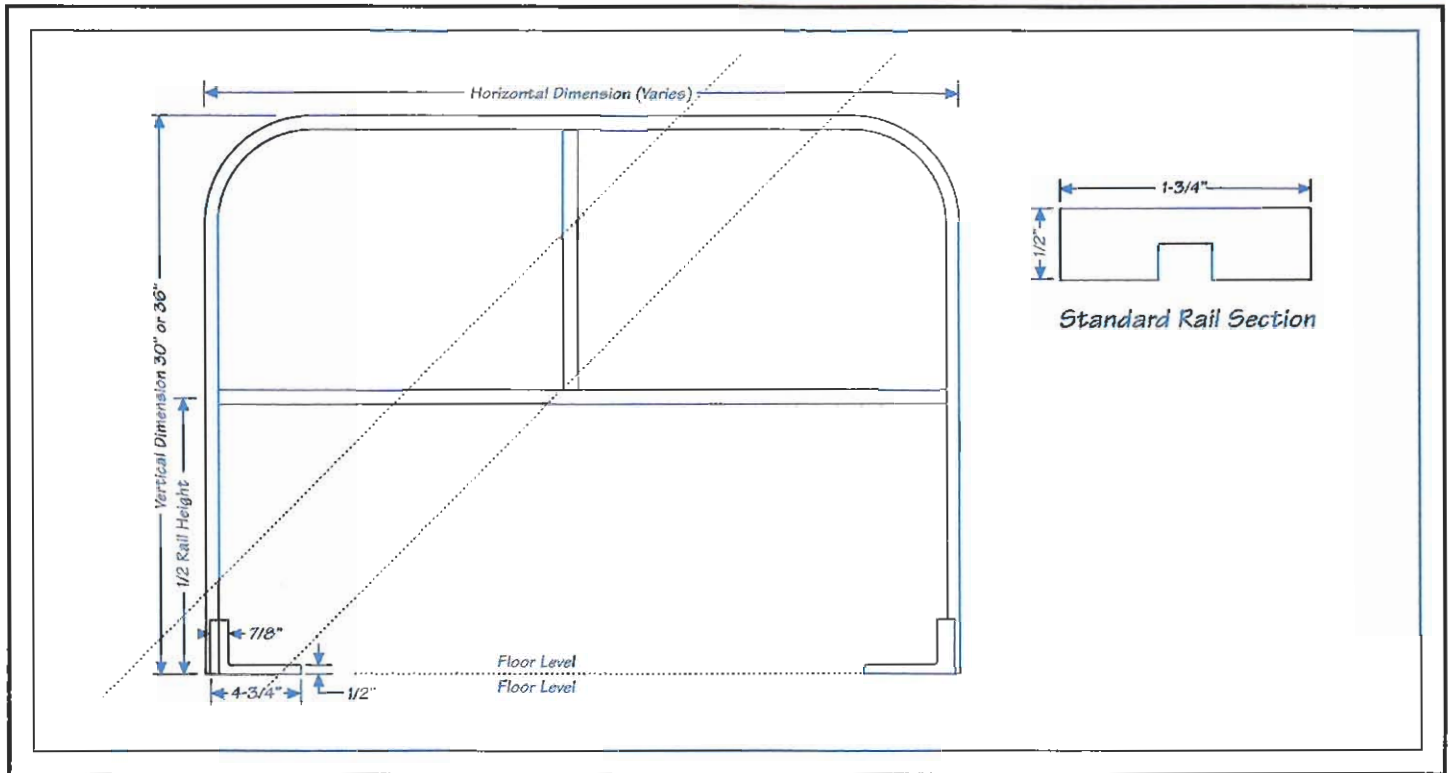 Horizontal Dimension (Varies)
Vertical Dimension 30" or 36"
1/2 Rail Height
1-3/4"
1/2"
Standard Rail Section
7/8"
4-3/4"
1/2"
Floor Level
Floor Level